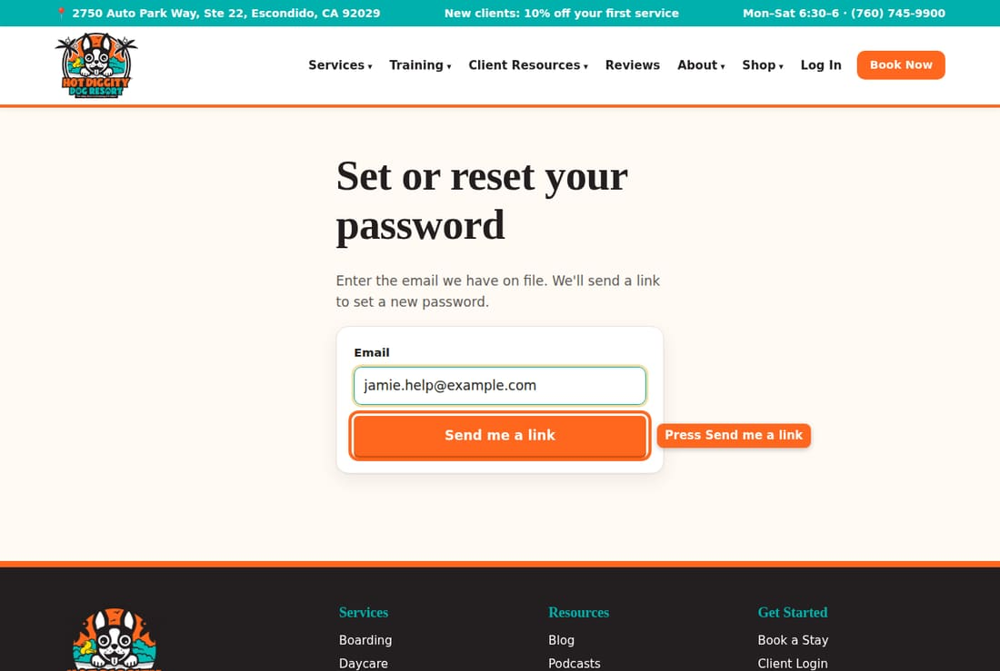 2750 Auto Park Way, Ste 22, Escondido, CA 92029
New clients: 10% off your first service
Mon–Sat 6:30–6 · (760) 745-9900
HOT DIGGITY
DOG RESORT
Services ▾
Training ▾
Client Resources ▾
Reviews
About ▾
Shop ▾
Log In
Book Now
Set or reset your
password
Enter the email we have on file. We'll send a link
to set a new password.
Email
jamie.help@example.com
Send me a link
Press Send me a link
Services
Resources
Get Started
Boarding
Blog
Book a Stay
Daycare
Podcasts
Client Login